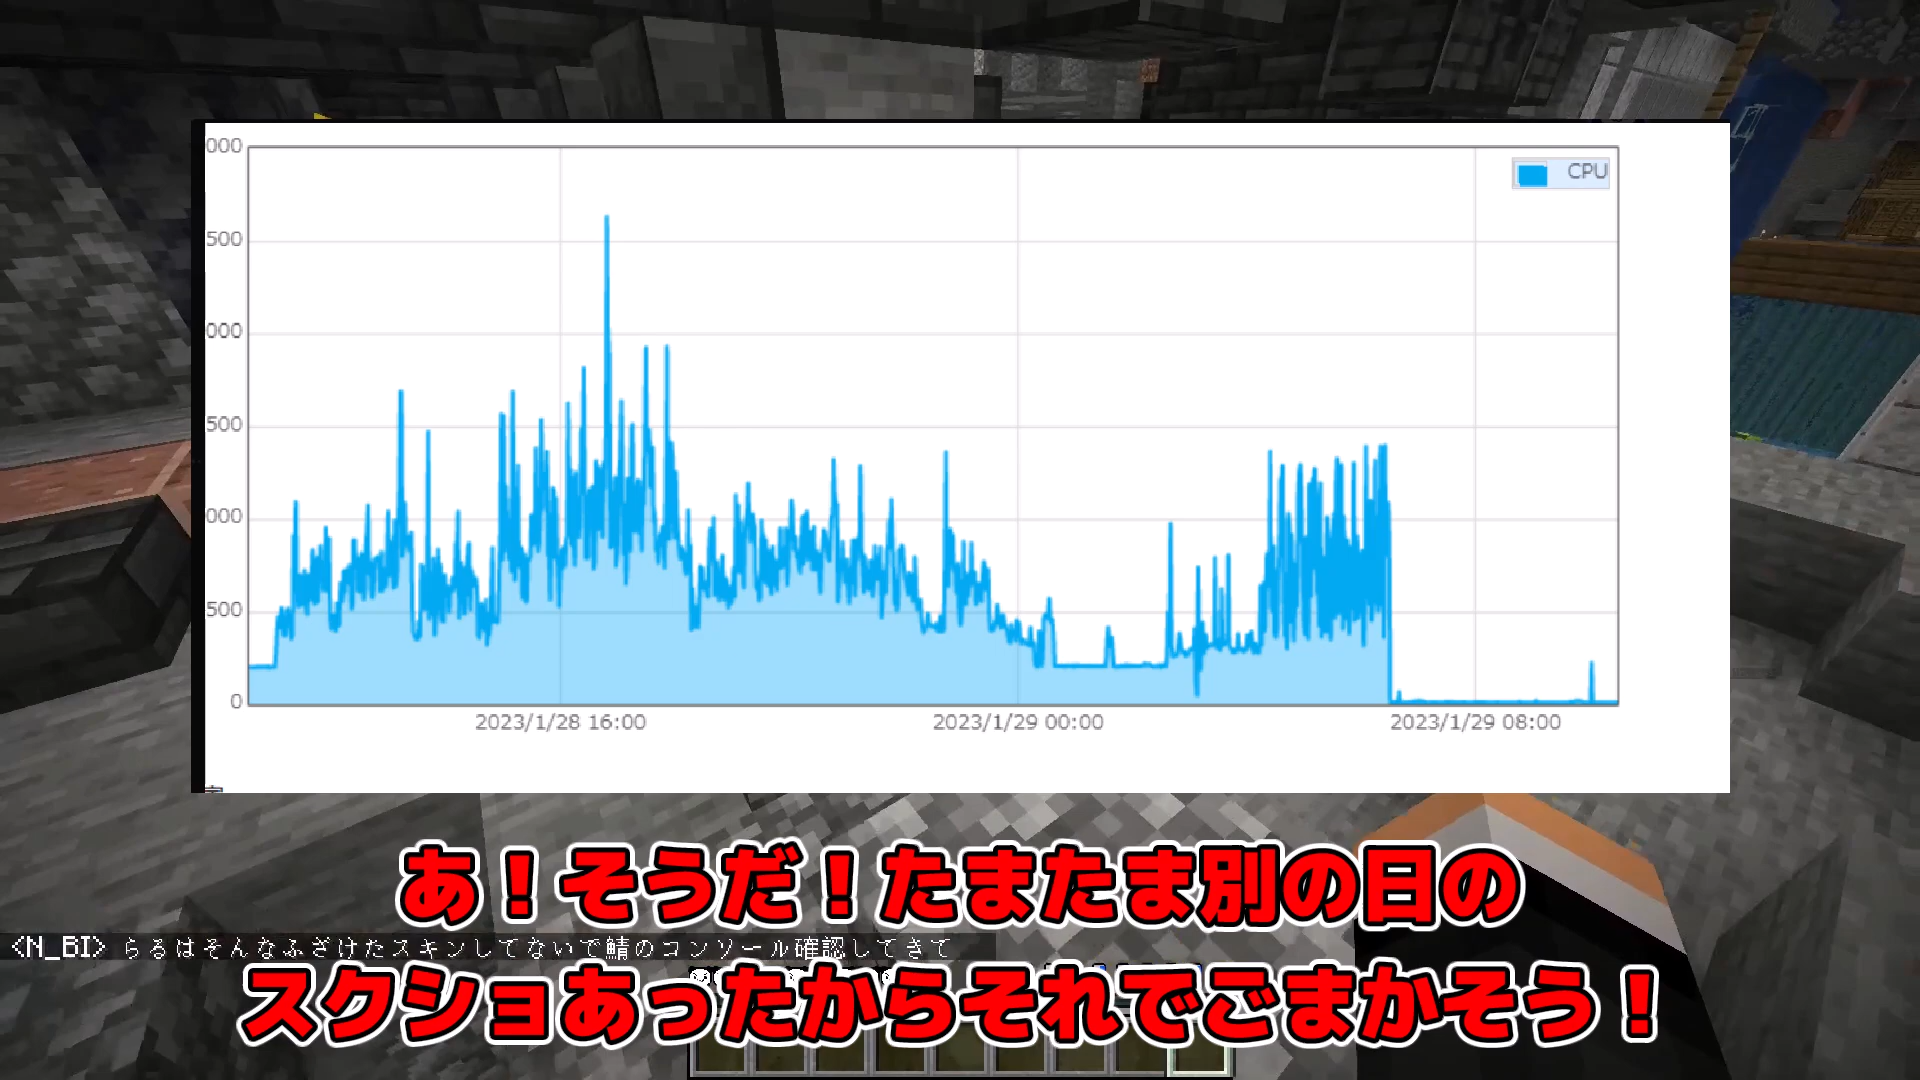 000
CPU
500
000
500
000
500
0
2023/1/28 16:00
2023/1/29 00:00
2023/1/29 08:00
あ！そうだ！たまたま別の日の
<N_BI> らるはそんなふざけたスキンしてないで鯖のコンソール確認してきて
スクショあったからそれでごまかそう！